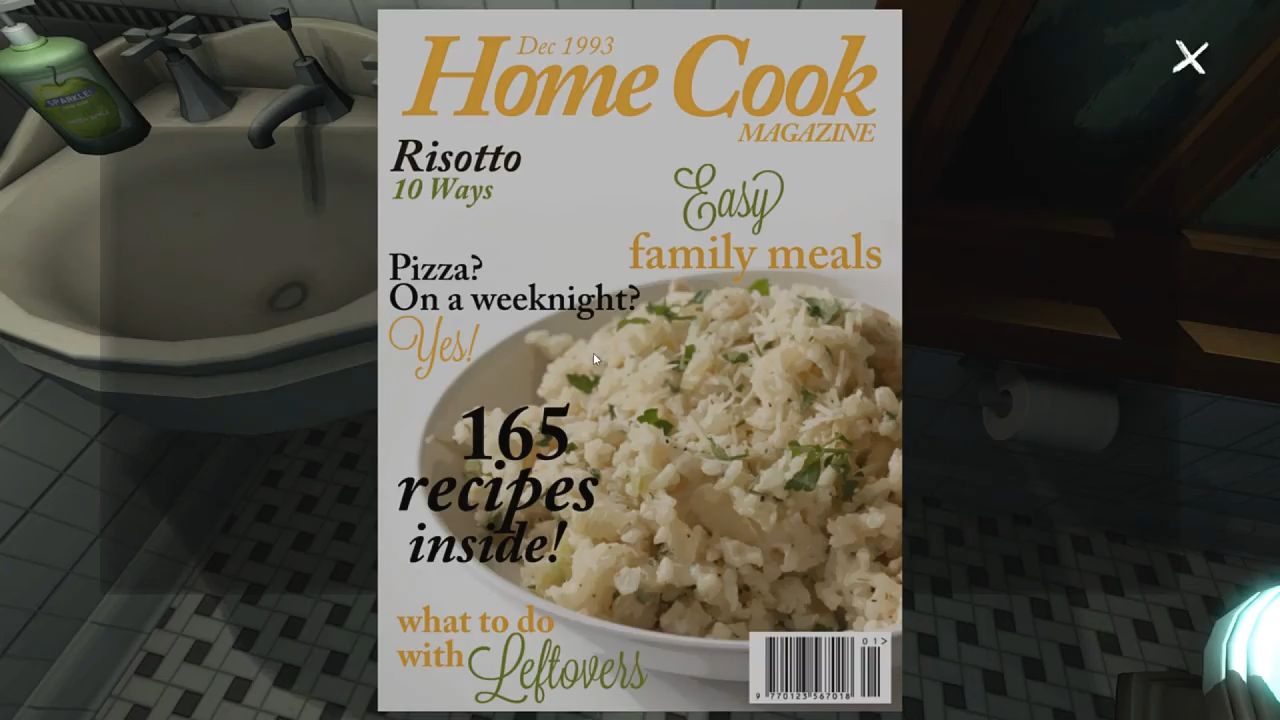 Dec 1993
Home Cook
MAGAZINE
Risotto
10 Ways
Easy
family meals
Pizza?
On a weeknight?
Yes!
165
recipes
inside!
what to do
with Leftovers
01>
9 770123 567018
SPARKLES